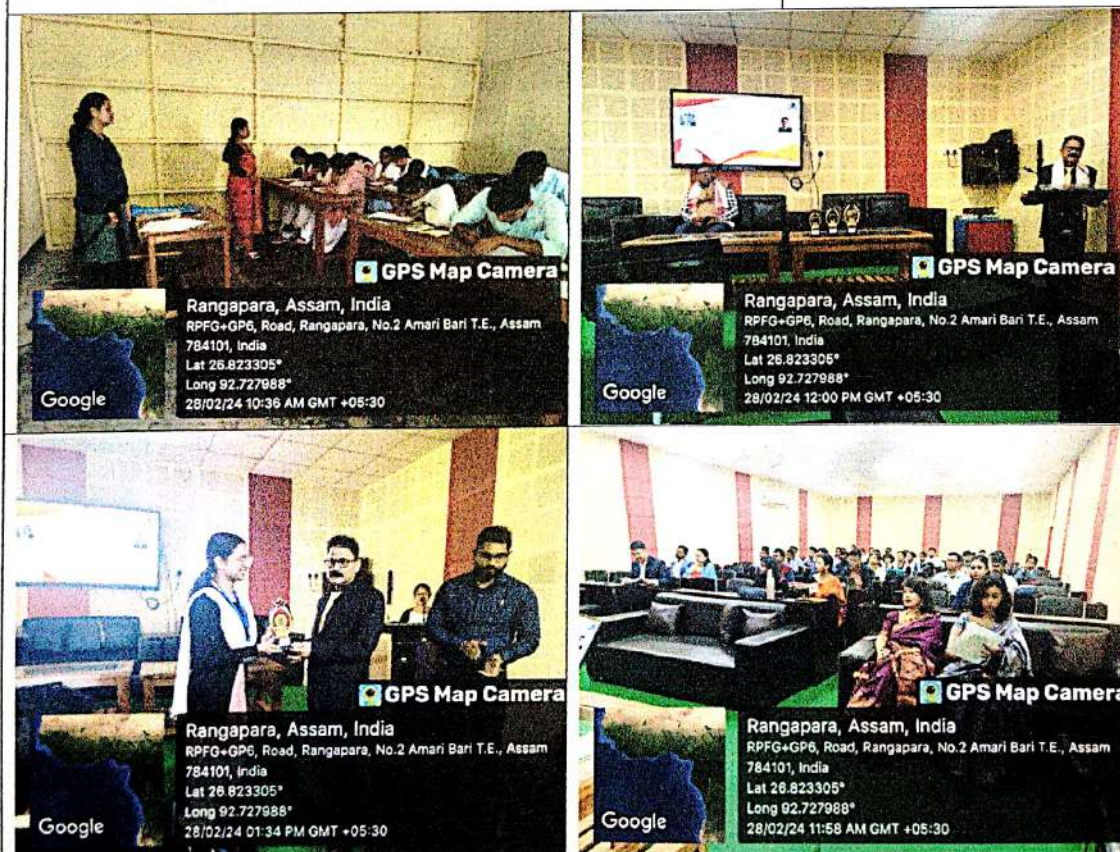 GPS Map Camera
Rangapara, Assam, India
RPFG+GP6, Road, Rangapara, No.2 Amari Bari T.E., Assam
784101, India
Lat 26.823305°
Long 92.727988°
28/02/24 10:36 AM GMT +05:30
Google
GPS Map Camera
Rangapara, Assam, India
RPFG+GP6, Road, Rangapara, No.2 Amari Bari T.E., Assam
784101, India
Lat 26.823305°
Long 92.727988°
28/02/24 12:00 PM GMT +05:30
Google
GPS Map Camera
Rangapara, Assam, India
RPFG+GP6, Road, Rangapara, No.2 Amari Bari T.E., Assam
784101, India
Lat 26.823305°
Long 92.727988°
28/02/24 01:34 PM GMT +05:30
Google
GPS Map Camera
Rangapara, Assam, India
RPFG+GP6, Road, Rangapara, No.2 Amari Bari T.E., Assam
784101, India
Lat 26.823305°
Long 92.727988°
28/02/24 11:58 AM GMT +05:30
Google